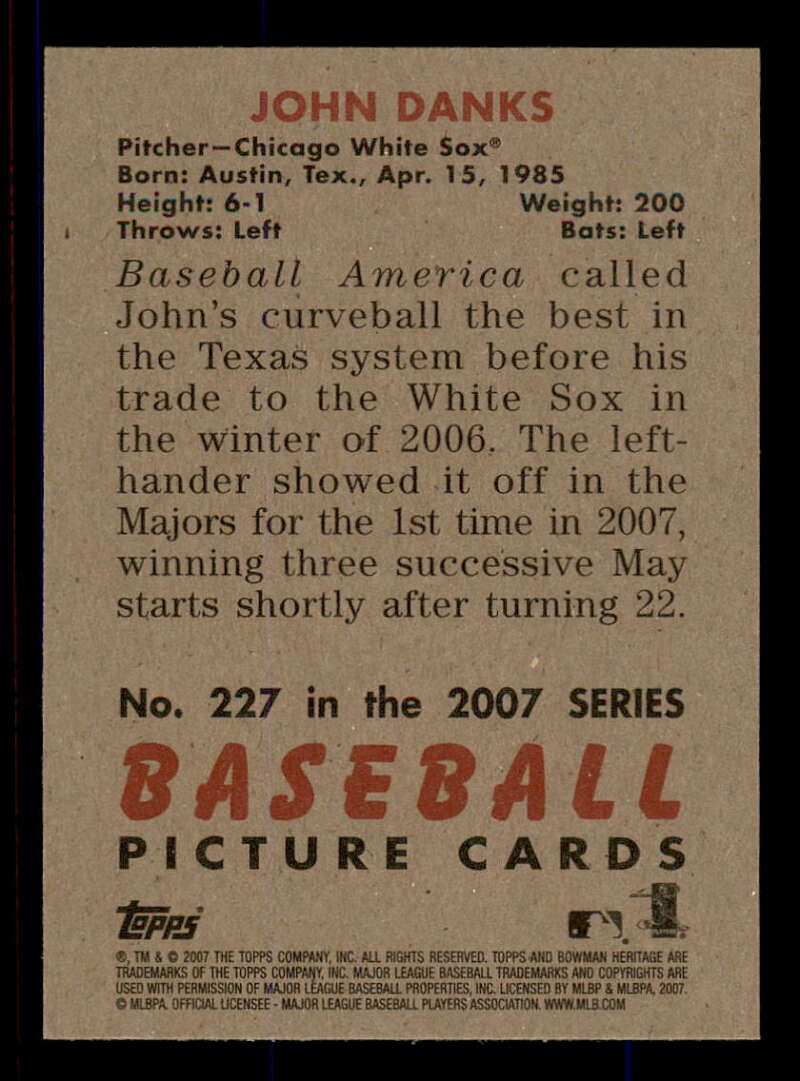 JOHN DANKS
Pitcher—Chicago White Sox®
Born: Austin, Tex., Apr. 15, 1985
Height: 6-1 Weight: 200
Throws: Left Bats: Left
Baseball America called
John's curveball the best in
the Texas system before his
trade to the White Sox in
the winter of 2006. The left-
hander showed it off in the
Majors for the 1st time in 2007,
winning three successive May
starts shortly after turning 22.
No. 227 in the 2007 SERIES
BASEBALL
PICTURE CARDS
topps
®, TM & © 2007 THE TOPPS COMPANY, INC. ALL RIGHTS RESERVED. TOPPS AND BOWMAN HERITAGE ARE
TRADEMARKS OF THE TOPPS COMPANY, INC. MAJOR LEAGUE BASEBALL TRADEMARKS AND COPYRIGHTS ARE
USED WITH PERMISSION OF MAJOR LEAGUE BASEBALL PROPERTIES, INC. LICENSED BY MLBP & MLBPA, 2007.
© MLBPA. OFFICIAL LICENSEE - MAJOR LEAGUE BASEBALL PLAYERS ASSOCIATION. WWW.MLB.COM